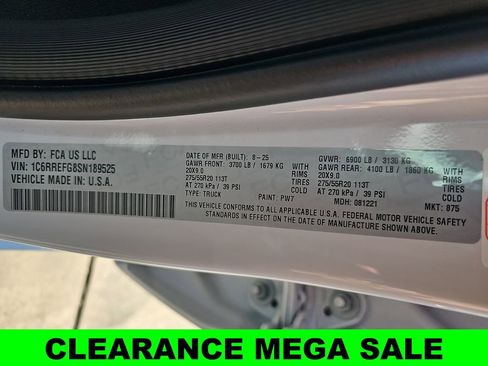 MFD BY: FCA US LLC
VIN: 1C6RREFG8SN189525
VEHICLE MADE IN U.S.A.
DATE OF MFR (BUILT): 8-25
GAWR FRONT: 3700 LB / 1679 KG
20X9.0
275/55R20 113T
AT 270 kPa / 39 PSI
TYPE: TRUCK
WITH
RIMS
TIRES
PAINT: PW7
GVWR: 6900 LB / 3130 KG
GAWR REAR: 4100 LB / 1860 KG
20X9.0
275/55R20 113T
AT 270 kPa / 39 PSI
MDH: 081221
WITH
RIMS
TIRES
MKT: 875
THIS VEHICLE CONFORMS TO ALL APPLICABLE U.S.A. FEDERAL MOTOR VEHICLE SAFETY
STANDARDS IN EFFECT ON THE DATE OF MANUFACTURE SHOWN ABOVE.
CLEARANCE MEGA SALE